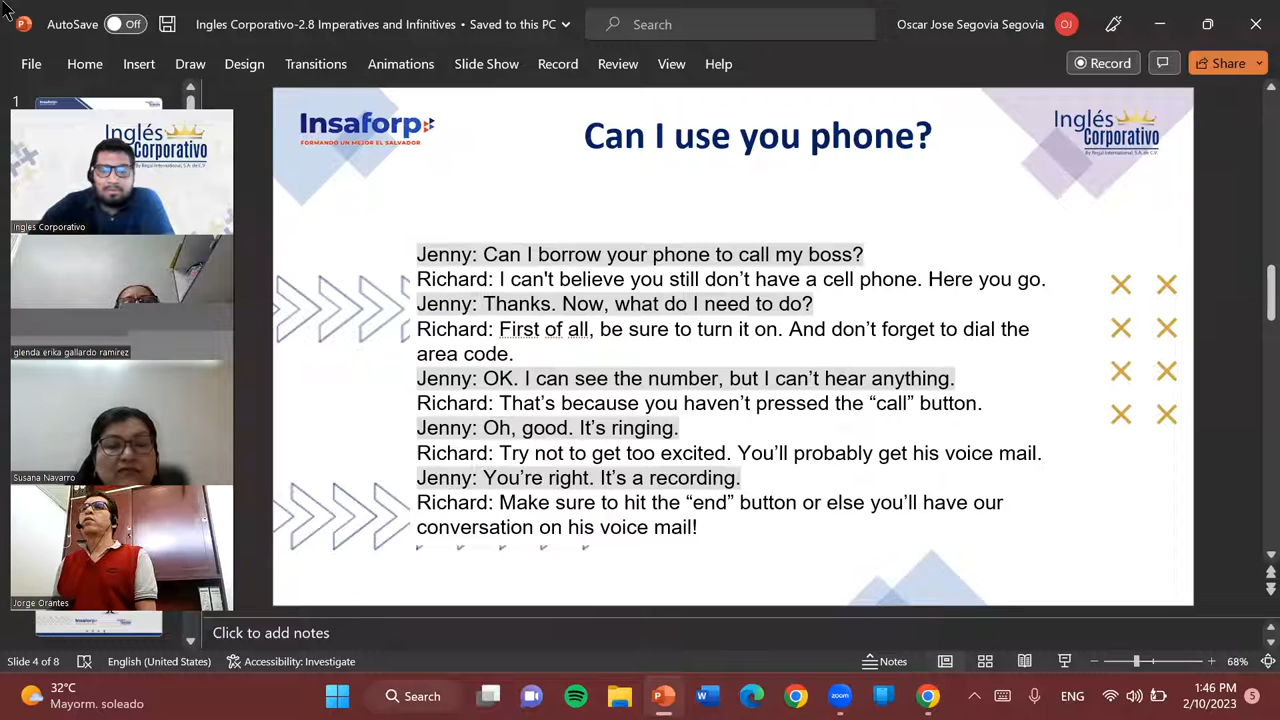 AutoSave Off Ingles Corporativo-2.8 Imperatives and Infinitives • Saved to this PC Search Oscar Jose Segovia Segovia OJ
File Home Insert Draw Design Transitions Animations Slide Show Record Review View Help Record Share
1
Inglés
Corporativo
Ingles Corporativo
glenda erika gallardo ramirez
Susana Navarro
Jorge Orantes
Insaforp
FORMANDO UN MEJOR EL SALVADOR
Can I use you phone?
Inglés
Corporativo
By Regal International, S.A. de C.V.
Jenny: Can I borrow your phone to call my boss?
Richard: I can't believe you still don’t have a cell phone. Here you go.
Jenny: Thanks. Now, what do I need to do?
Richard: First of all, be sure to turn it on. And don’t forget to dial the
area code.
Jenny: OK. I can see the number, but I can’t hear anything.
Richard: That’s because you haven’t pressed the “call” button.
Jenny: Oh, good. It’s ringing.
Richard: Try not to get too excited. You’ll probably get his voice mail.
Jenny: You’re right. It’s a recording.
Richard: Make sure to hit the “end” button or else you’ll have our
conversation on his voice mail!
Click to add notes
Slide 4 of 8 English (United States) Accessibility: Investigate Notes 68%
32°C
Mayorm. soleado
Search
zoom
ENG
1:46 PM
2/10/2023
5